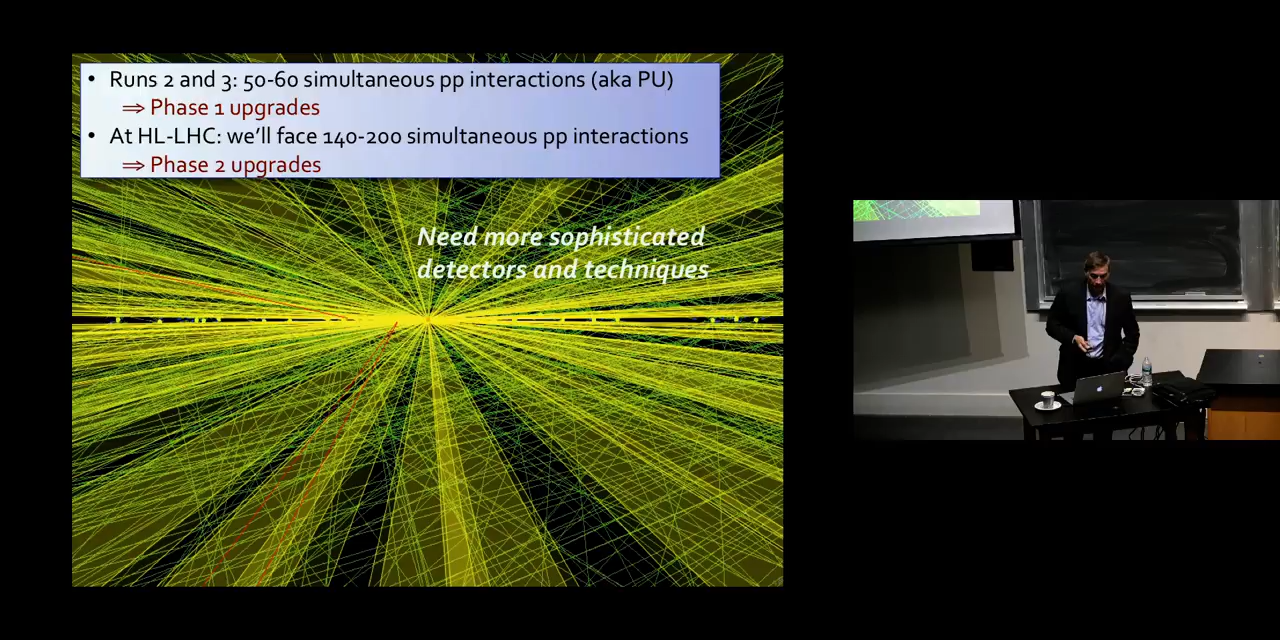 • Runs 2 and 3: 50-60 simultaneous pp interactions (aka PU)
⇒ Phase 1 upgrades
• At HL-LHC: we'll face 140-200 simultaneous pp interactions
⇒ Phase 2 upgrades
Need more sophisticated
detectors and techniques